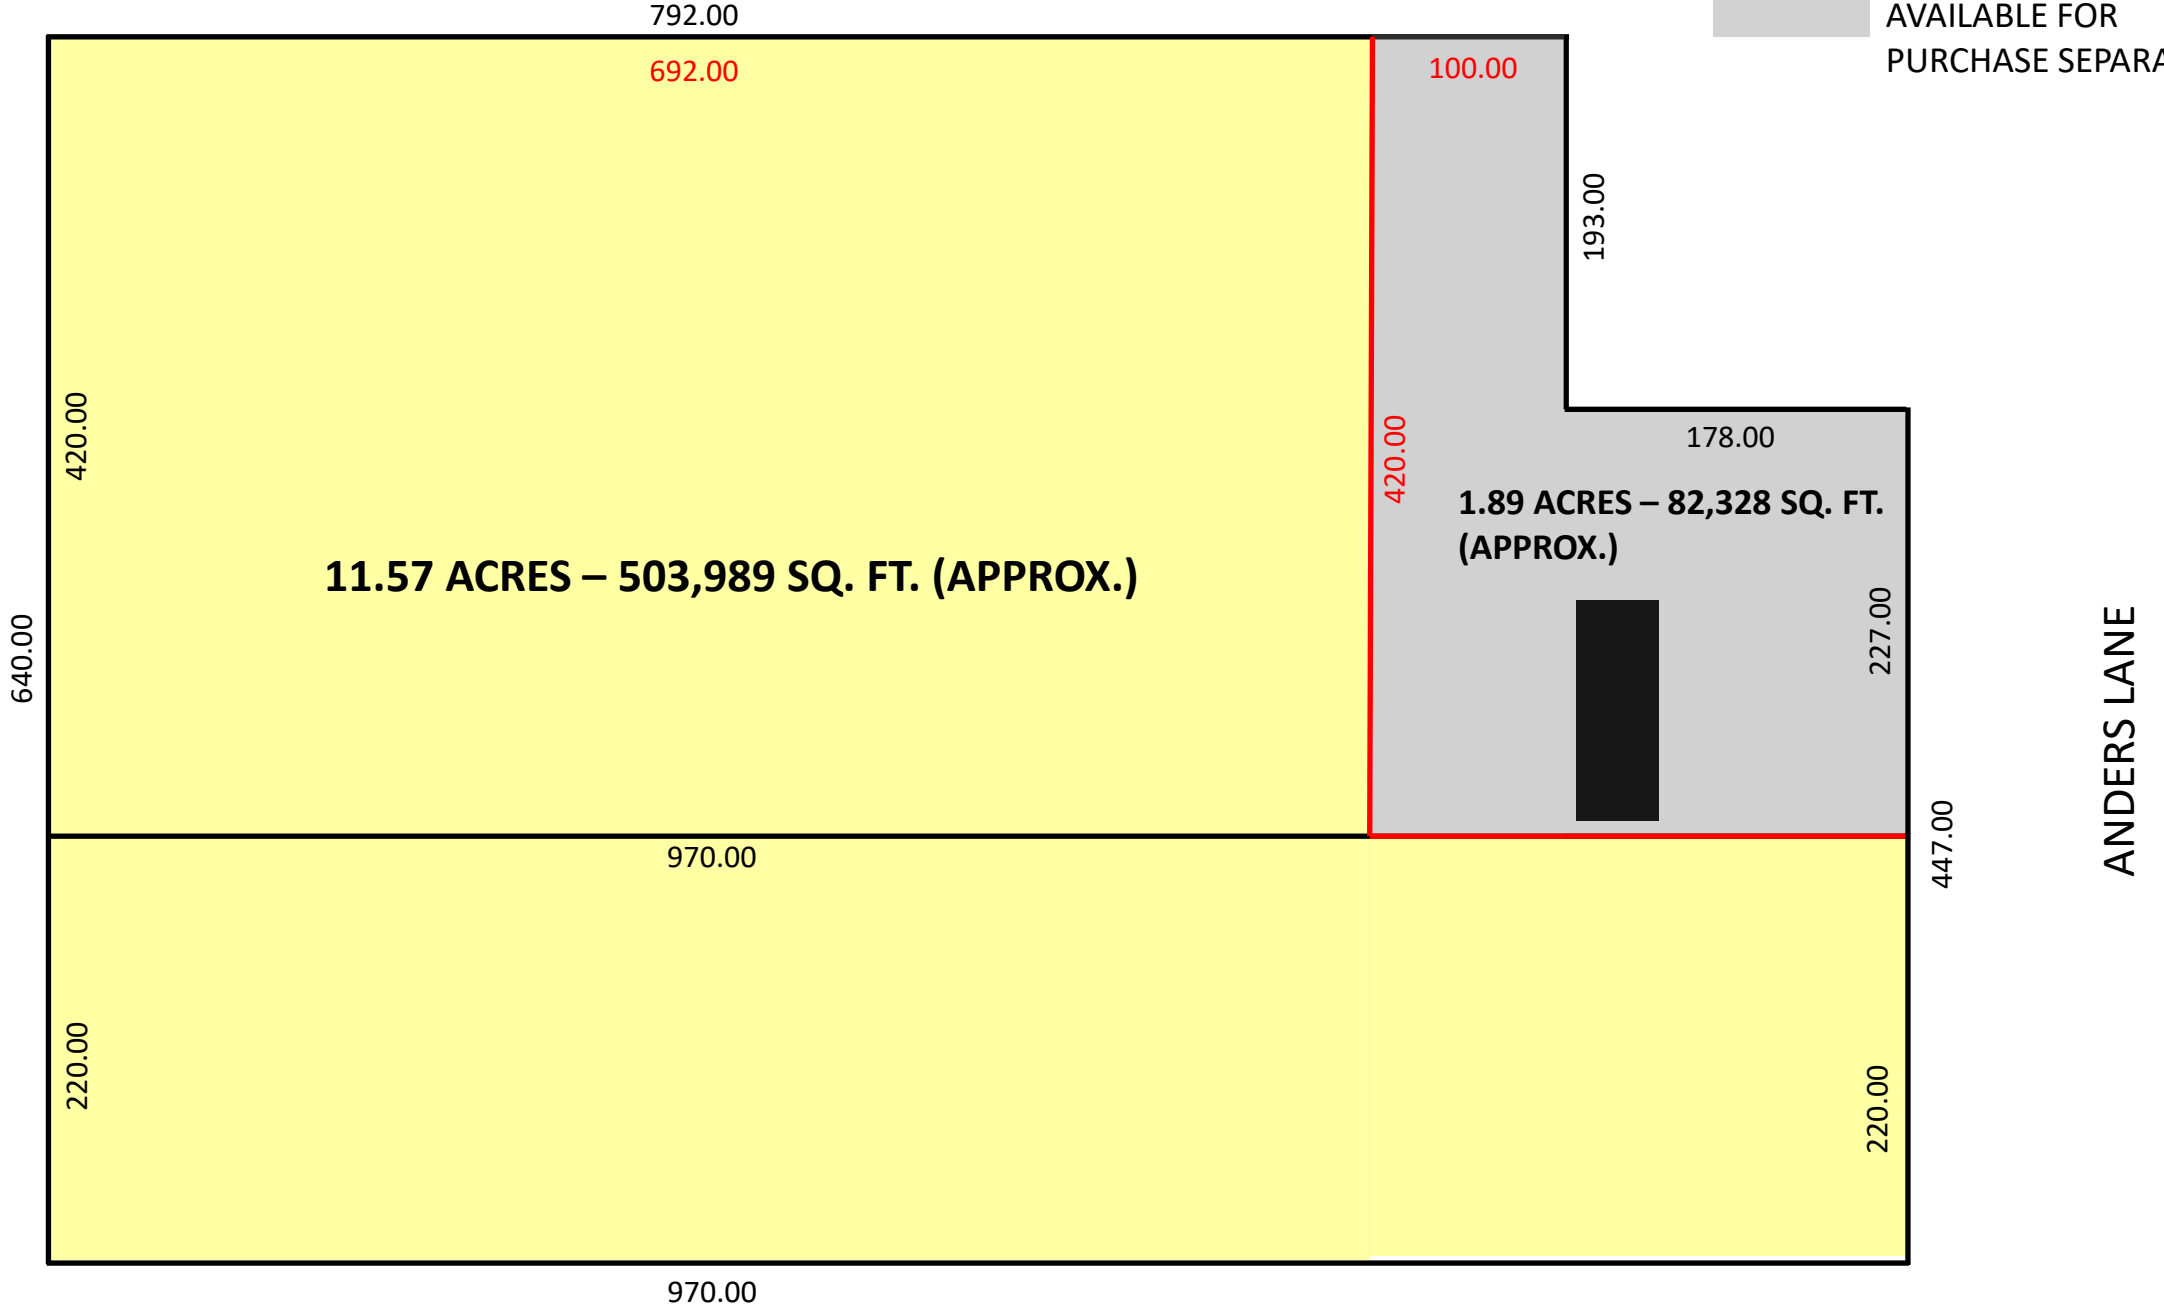 792.00
AVAILABLE FOR
PURCHASE SEPARA
692.00
100.00
193.00
420.00
420.00
178.00
1.89 ACRES – 82,328 SQ. FT.
(APPROX.)
11.57 ACRES – 503,989 SQ. FT. (APPROX.)
640.00
227.00
ANDERS LANE
970.00
447.00
220.00
220.00
970.00